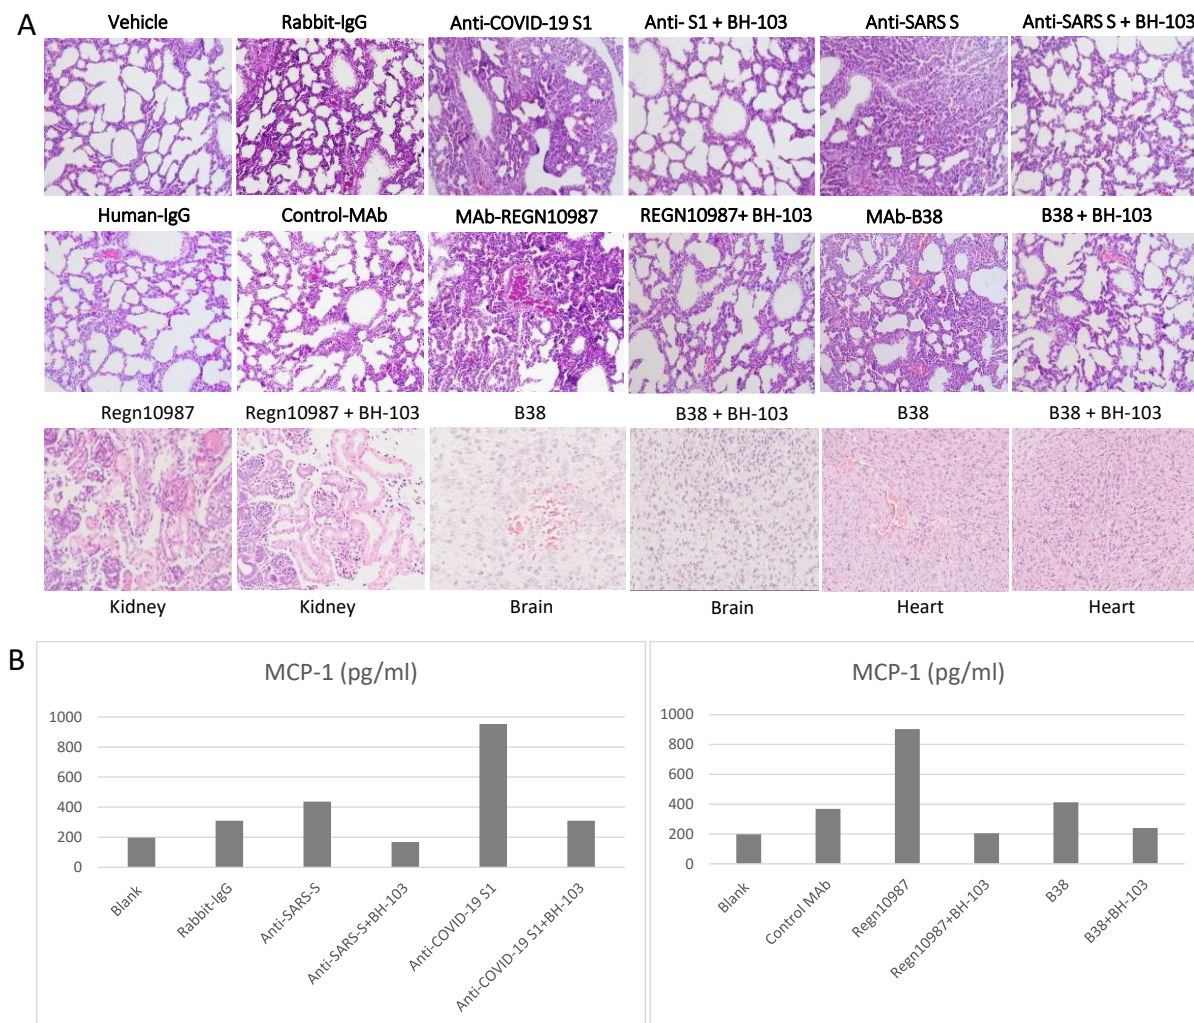 A
Vehicle Rabbit-IgG Anti-COVID-19 S1 Anti- S1 + BH-103 Anti-SARS S Anti-SARS S + BH-103
Human-IgG Control-MAb MAb-REGN10987 REGN10987+ BH-103 MAb-B38 B38 + BH-103
Regn10987 Regn10987 + BH-103 B38 B38 + BH-103 B38 B38 + BH-103
Kidney Kidney Brain Brain Heart Heart
B
MCP-1 (pg/ml)
1000
800
600
400
200
0
Blank
Rabbit-IgG
Anti-SARS-S
Anti-SARS-S+BH-103
Anti-COVID-19 S1
Anti-COVID-19 S1+BH-103
MCP-1 (pg/ml)
1000
800
600
400
200
0
Blank
Control MAb
Regn10987
Regn10987+BH-103
B38
B38+BH-103